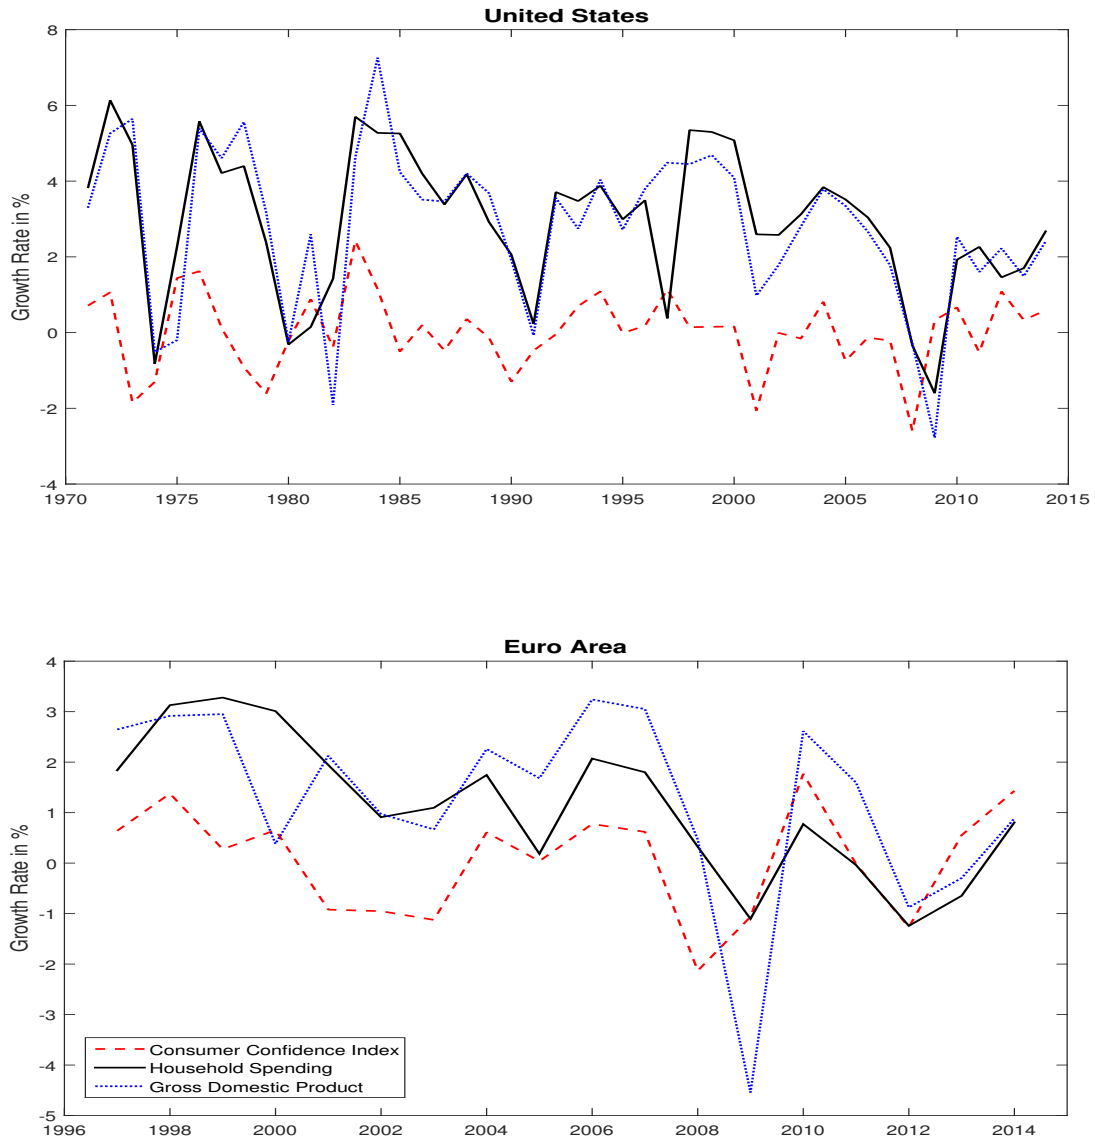 United States
Growth Rate in %
8
6
4
2
0
-2
-4
1970 1975 1980 1985 1990 1995 2000 2005 2010 2015
Euro Area
Growth Rate in %
4
3
2
1
0
-1
-2
-3
-4
-5
Consumer Confidence Index
Household Spending
Gross Domestic Product
1996 1998 2000 2002 2004 2006 2008 2010 2012 2014